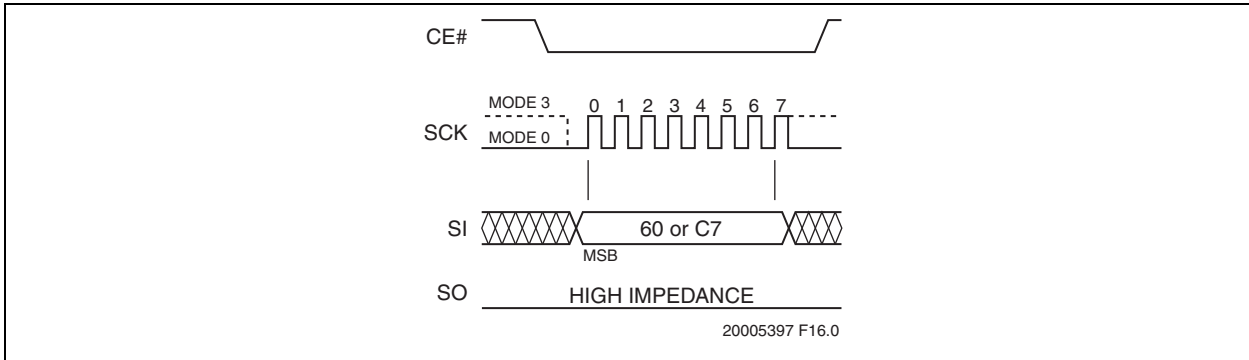 CE#
MODE 3
0 1 2 3 4 5 6 7
SCK
MODE 0
SI
60 or C7
MSB
SO
HIGH IMPEDANCE
20005397 F16.0